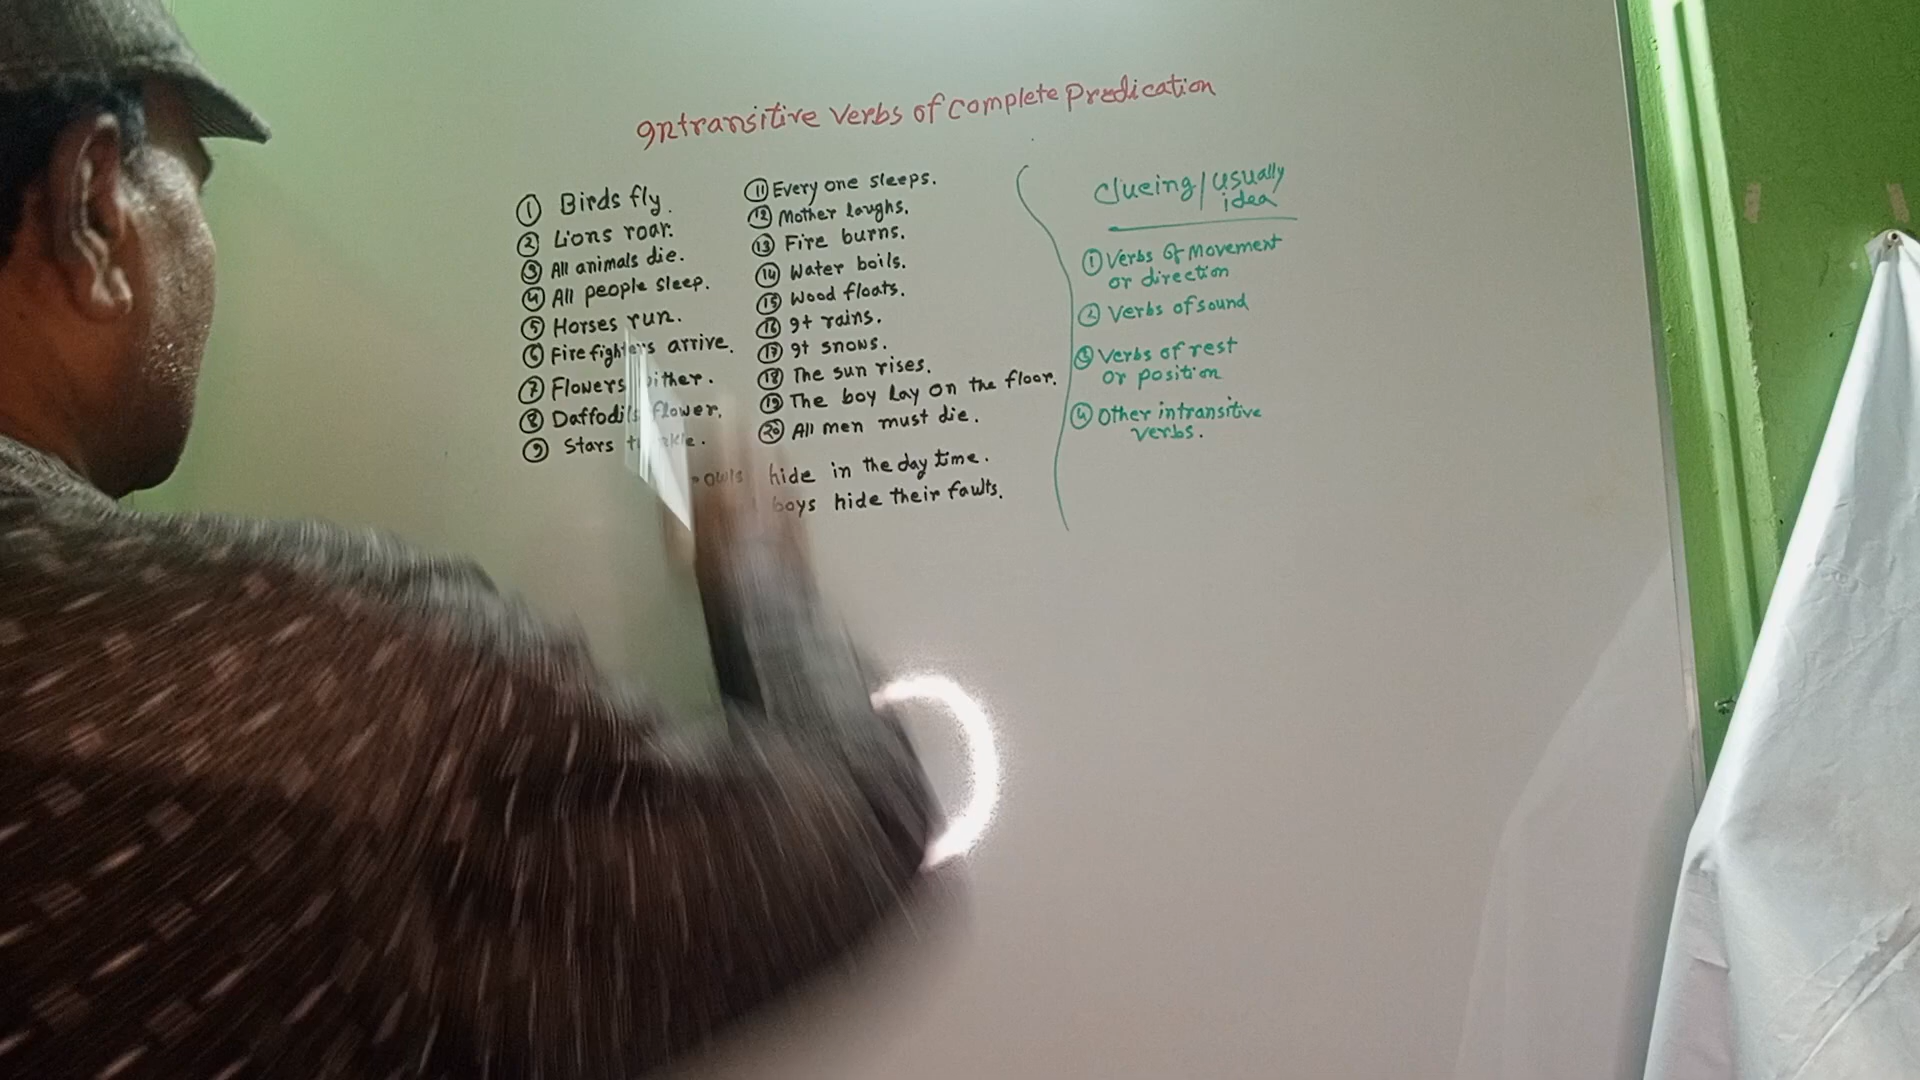 Intransitive verbs of complete predication
① Birds fly.
② Lions roar.
③ All animals die.
④ All people sleep.
⑤ Horses run.
⑥ Fire fighters arrive.
⑦ Flowers
⑧ Daffodils flower.
⑨ Stars
⑪ Every one sleeps.
⑫ Mother laughs.
⑬ Fire burns.
⑭ Water boils.
⑮ Wood floats.
⑯ It rains.
⑰ It snows.
⑱ The sun rises.
⑲ The boy lay on the floor.
⑳ All men must die.
owls hide in the day time.
boys hide their faults.
Clueing/usually
idea
① Verbs of movement
or direction
② Verbs of sound
③ Verbs of rest
or position
④ Other intransitive
verbs.